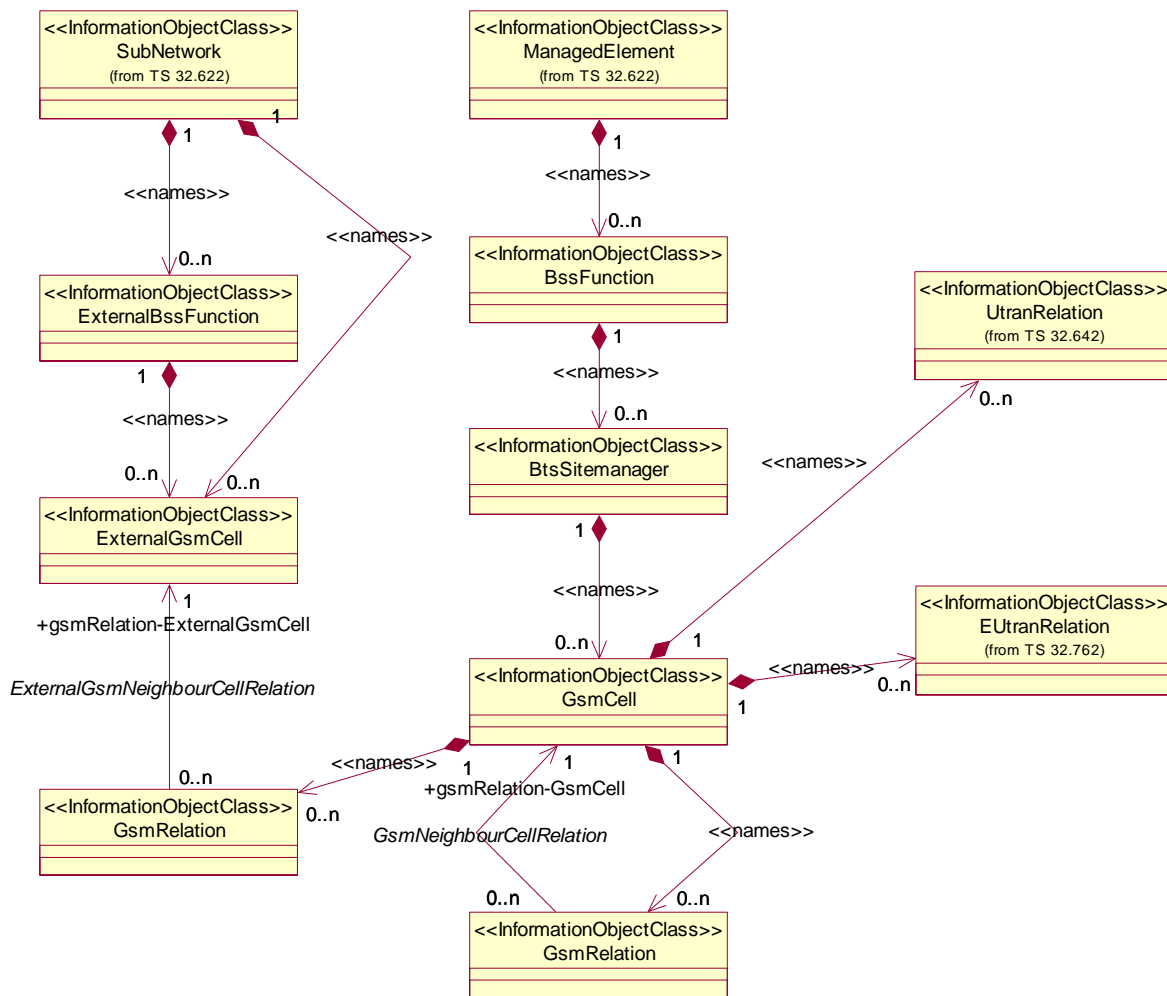 <<InformationObjectClass>>
SubNetwork
(from TS 32.622)
<<InformationObjectClass>>
ManagedElement
(from TS 32.622)
1
1
1
<<names>>
<<names>>
<<names>>
0..n
0..n
<<InformationObjectClass>>
ExternalBssFunction
<<InformationObjectClass>>
BssFunction
<<InformationObjectClass>>
UtranRelation
(from TS 32.642)
1
1
<<names>>
<<names>>
0..n
0..n
<<InformationObjectClass>>
BtsSitemanager
<<names>>
0..n
0..n
<<InformationObjectClass>>
ExternalGsmCell
1
<<names>>
0..n
1
+gsmRelation-ExternalGsmCell
ExternalGsmNeighbourCellRelation
0..n
<<InformationObjectClass>>
GsmCell
1
<<InformationObjectClass>>
EUtranRelation
(from TS 32.762)
<<names>>
1
0..n
<<names>>
1
0..n
1
+gsmRelation-GsmCell
1
<<InformationObjectClass>>
GsmRelation
GsmNeighbourCellRelation
<<names>>
0..n
0..n
<<InformationObjectClass>>
GsmRelation